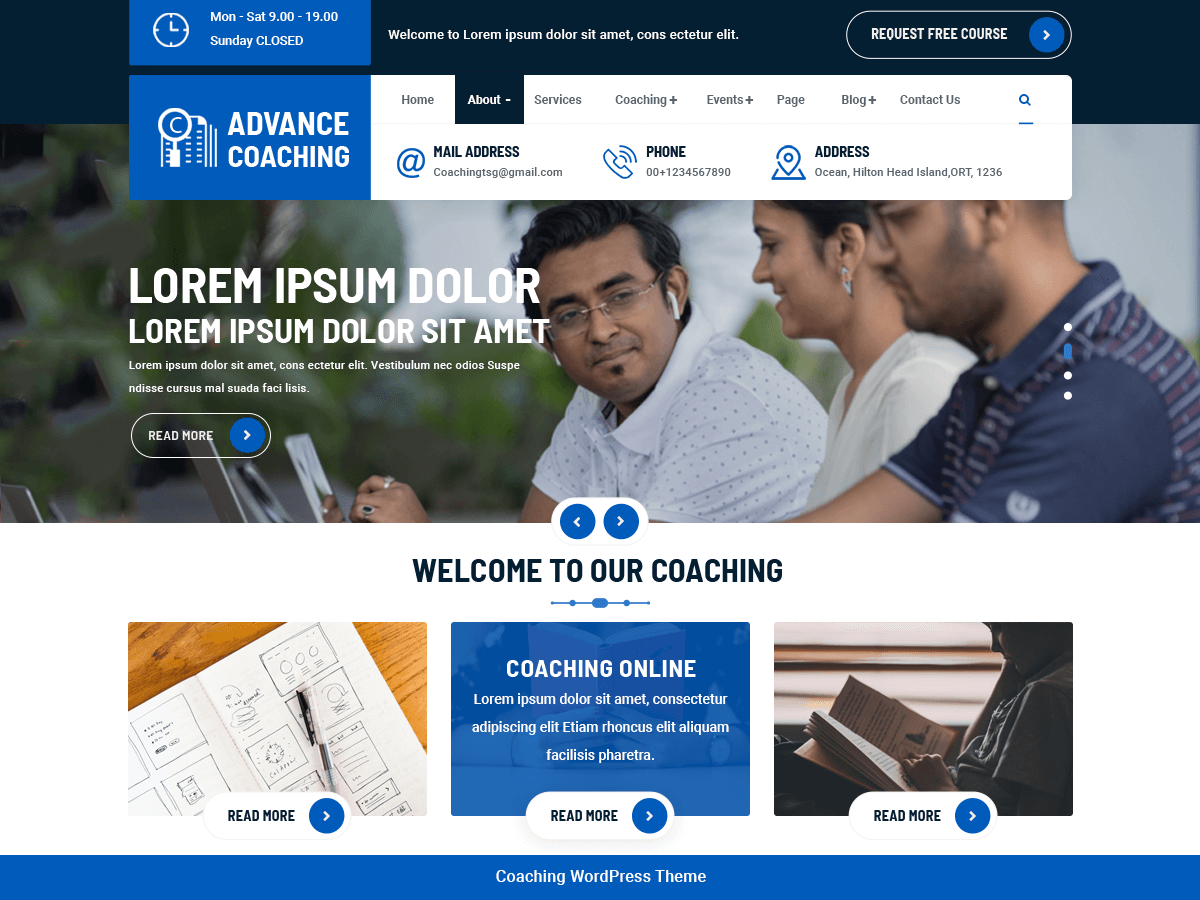 Mon - Sat 9.00 - 19.00
Sunday CLOSED
Welcome to Lorem ipsum dolor sit amet, cons ectetur elit.
REQUEST FREE COURSE
ADVANCE
COACHING
Home
About -
Services
Coaching +
Events +
Page
Blog +
Contact Us
MAIL ADDRESS
Coachingtsg@gmail.com
PHONE
00+1234567890
ADDRESS
Ocean, Hilton Head Island,ORT, 1236
LOREM IPSUM DOLOR
LOREM IPSUM DOLOR SIT AMET
Lorem ipsum dolor sit amet, cons ectetur elit. Vestibulum nec odios Suspe
ndisse cursus mal suada faci lisis.
READ MORE
WELCOME TO OUR COACHING
COACHING ONLINE
Lorem ipsum dolor sit amet, consectetur
adipiscing elit Etiam rhoncus elit aliquam
facilisis pharetra.
READ MORE
READ MORE
READ MORE
Coaching WordPress Theme